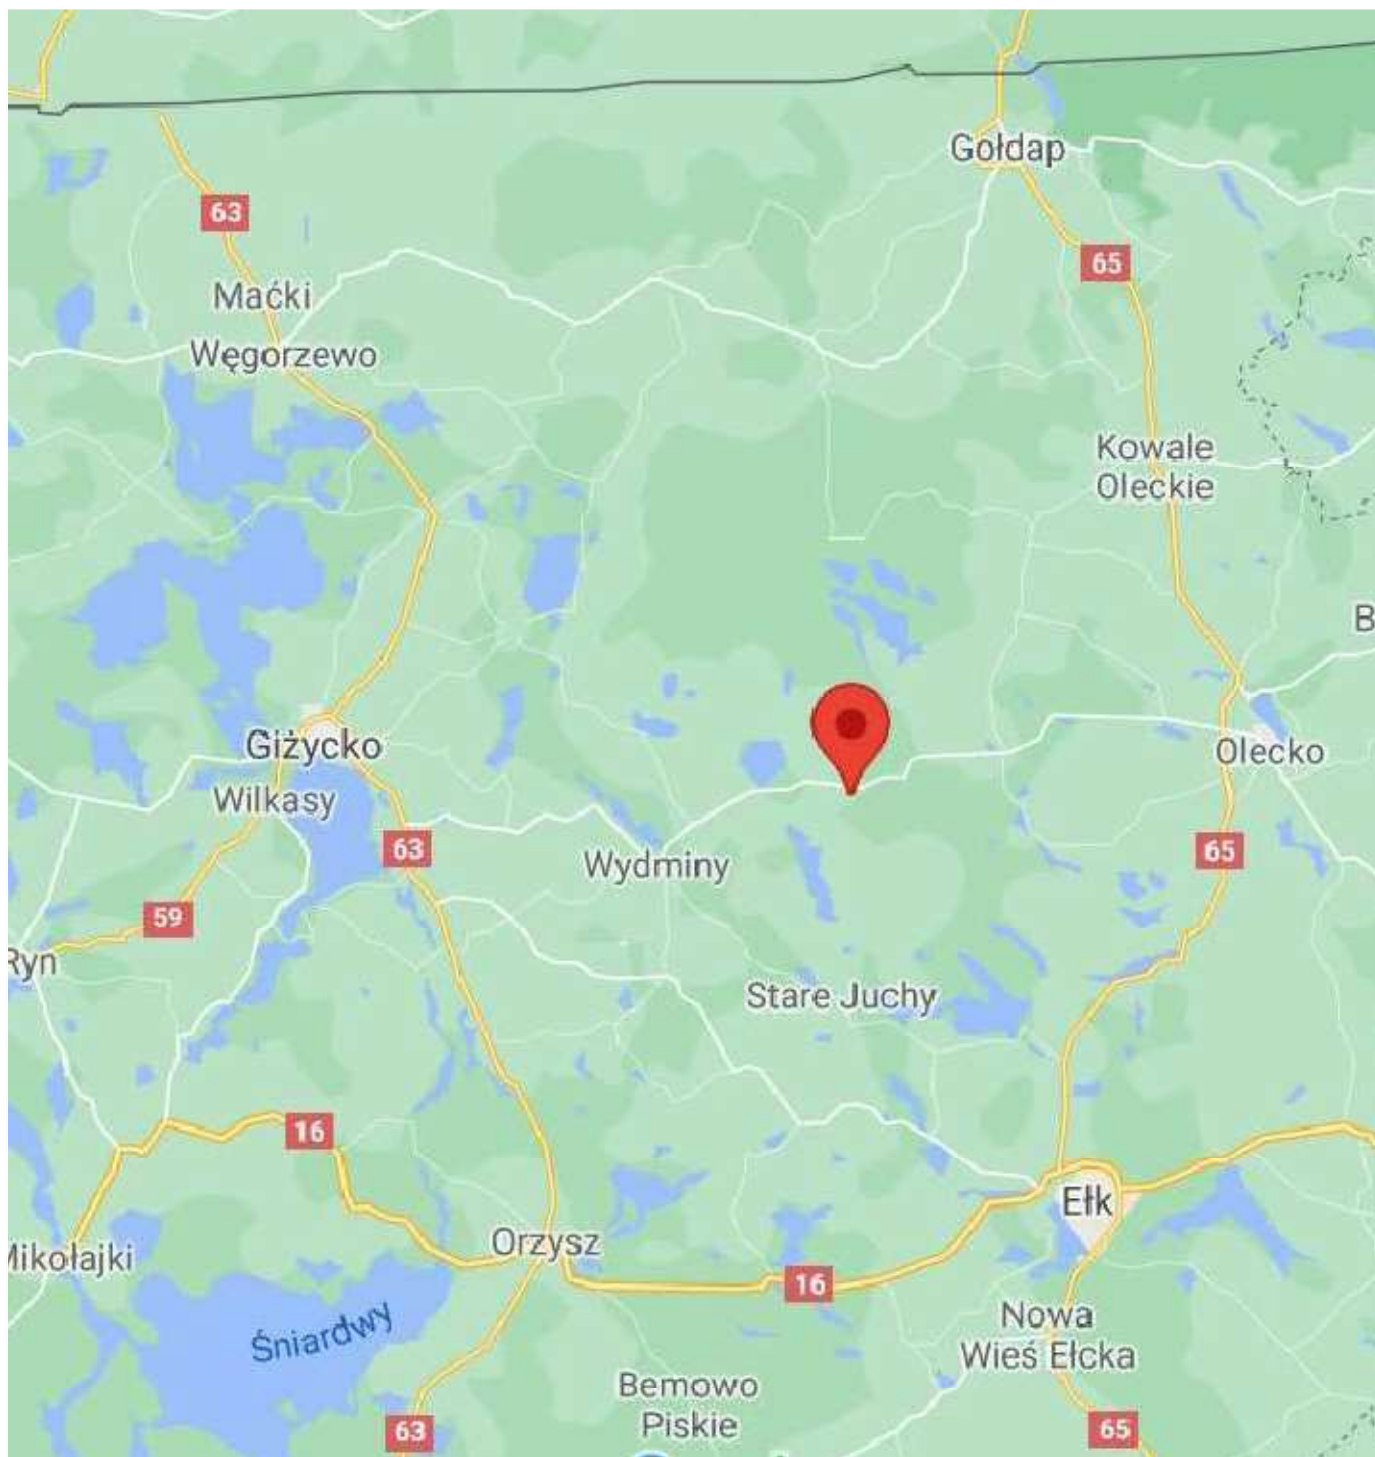 Gołdap
63
65
Maćki
Węgorzewo
Kowale
Oleckie
B
Giżycko
Olecko
Wilkasy
63
65
Wydminy
59
Ryn
Stare Juchy
16
Ełk
Orzysz
Mikołajki
16
Śniardwy
Nowa
Wieś Ełcka
Bemowo
Piskie
63
65